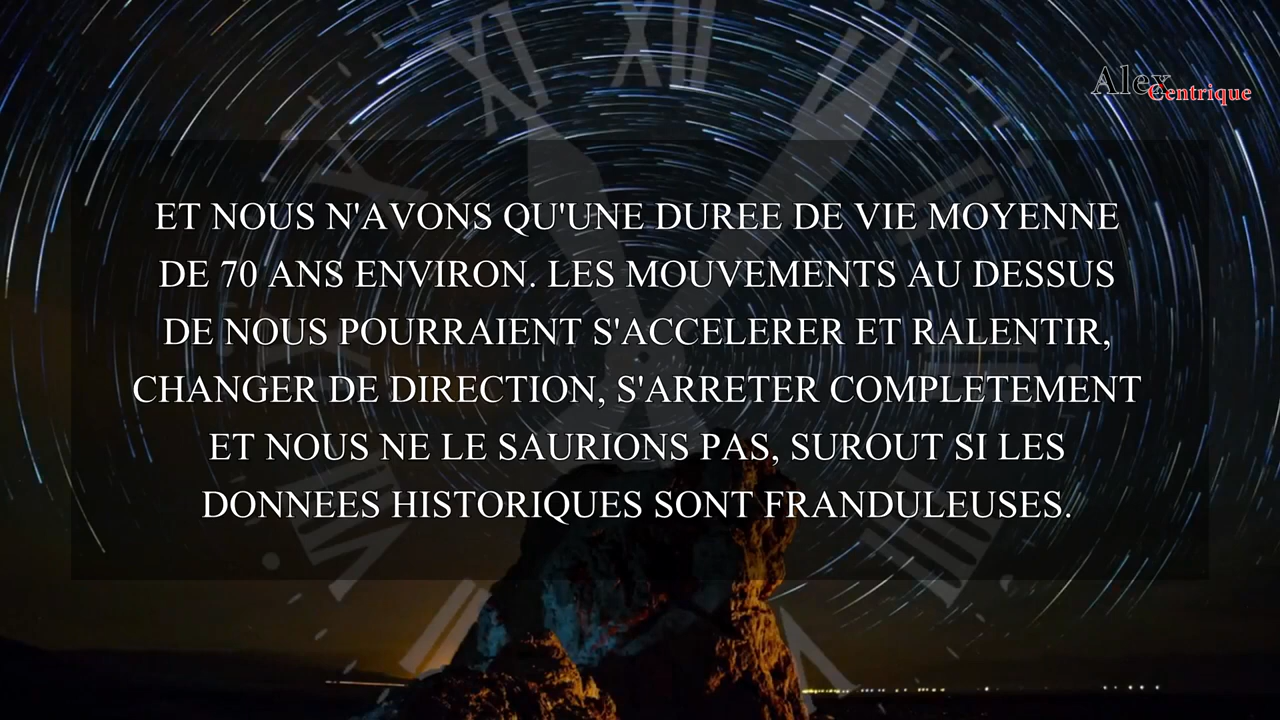 Alex
Centrique
XI
XII
ET NOUS N'AVONS QU'UNE DUREE DE VIE MOYENNE
DE 70 ANS ENVIRON. LES MOUVEMENTS AU DESSUS
DE NOUS POURRAIENT S'ACCELERER ET RALENTIR,
CHANGER DE DIRECTION, S'ARRETER COMPLETEMENT
ET NOUS NE LE SAURIONS PAS, SUROUT SI LES
DONNEES HISTORIQUES SONT FRANDULEUSES.